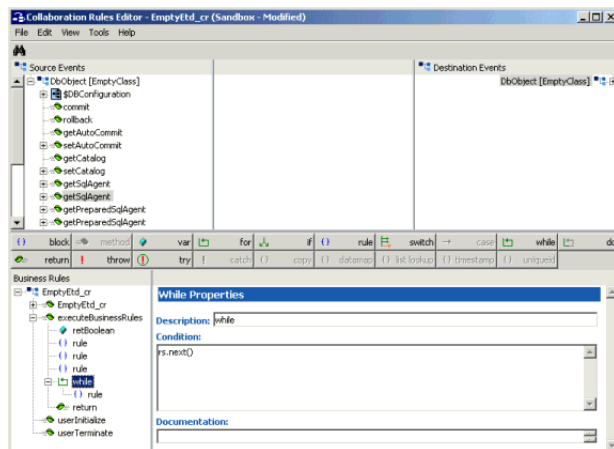 Collaboration Rules Editor - EmptyEtd_cr (Sandbox - Modified)
File Edit View Tools Help
Source Events
Destination Events
DbObject [EmptyClass]
DbObject [EmptyClass]
$DBConfiguration
commit
rollback
getAutoCommit
setAutoCommit
getCatalog
setCatalog
getSqlAgent
getSqlAgent
getPreparedSqlAgent
getPreparedSqlAgent
block method var for if rule switch case while do
return throw try catch copy datamap list lookup timestamp uniqueid
Business Rules
EmptyEtd_cr
EmptyEtd_cr
executeBusinessRules
retBoolean
rule
rule
rule
while
rule
return
userInitialize
userTerminate
While Properties
Description: while
Condition:
rs.next()
Documentation: